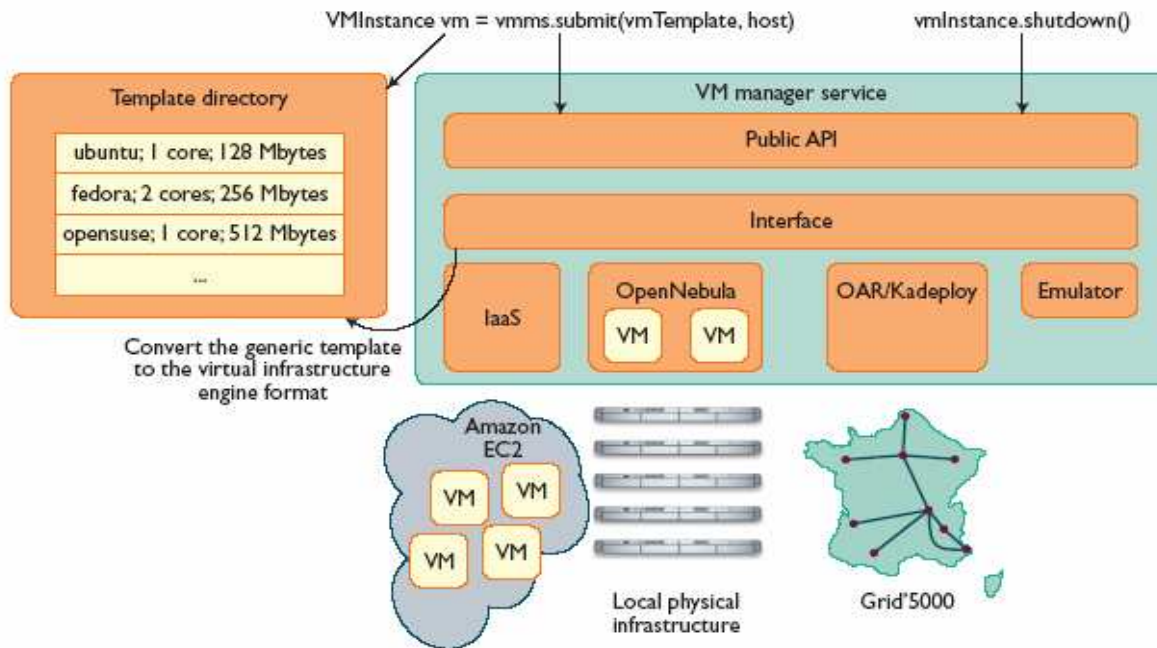 VMInstance vm = vmms.submit(vmTemplate, host)
vmInstance.shutdown()
Template directory
ubuntu; 1 core; 128 Mbytes
fedora; 2 cores; 256 Mbytes
opensuse; 1 core; 512 Mbytes
...
VM manager service
Public API
Interface
IaaS
OpenNebula
VM
VM
OAR/Kadeploy
Emulator
Convert the generic template
to the virtual infrastructure
engine format
Amazon
EC2
VM
VM
VM
VM
Local physical
infrastructure
Grid'5000